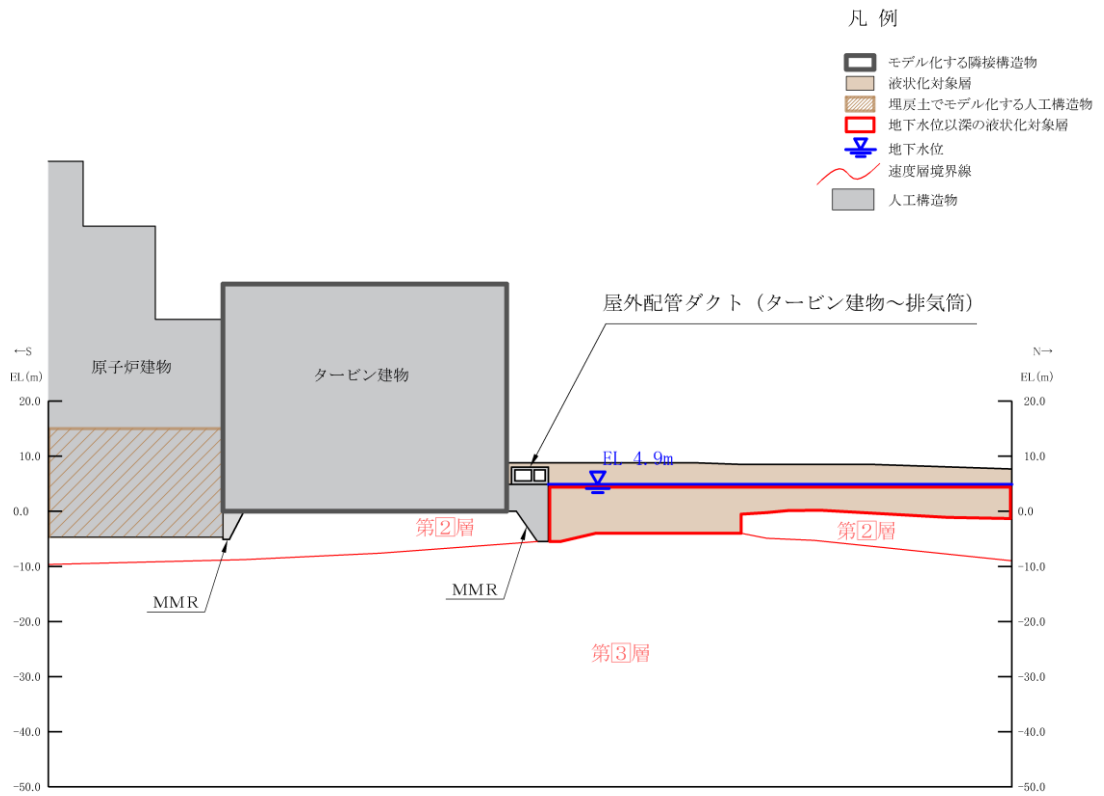 凡 例
モデル化する隣接構造物
液状化対象層
埋戻土でモデル化する人工構造物
地下水位以深の液状化対象層
地下水位
速度層境界線
人工構造物
屋外配管ダクト（タービン建物～排気筒）
←S
EL(m)
N→
EL(m)
原子炉建物
タービン建物
20.0
20.0
10.0
EL 4.9m
10.0
0.0
第2層
第2層
0.0
-10.0
-10.0
MMR
MMR
-20.0
-20.0
第3層
-30.0
-30.0
-40.0
-40.0
-50.0
-50.0